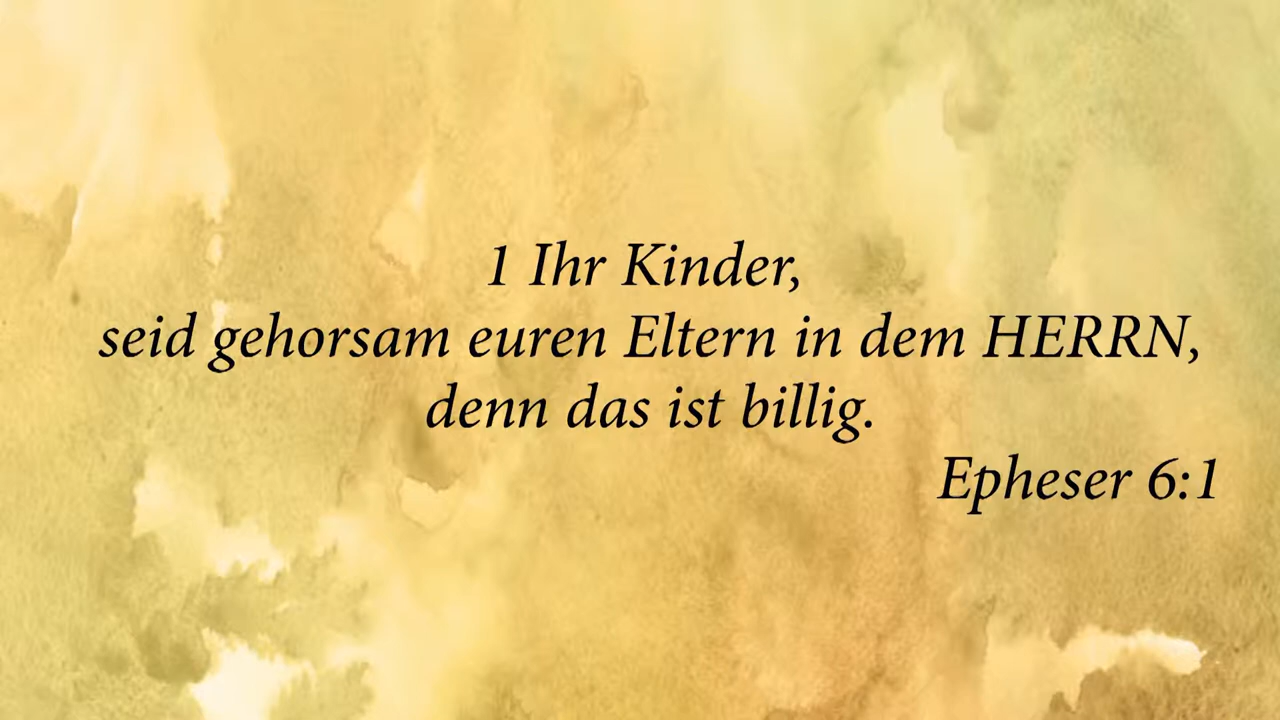 1 Ihr Kinder,
seid gehorsam euren Eltern in dem HERRN,
denn das ist billig.
Epheser 6:1